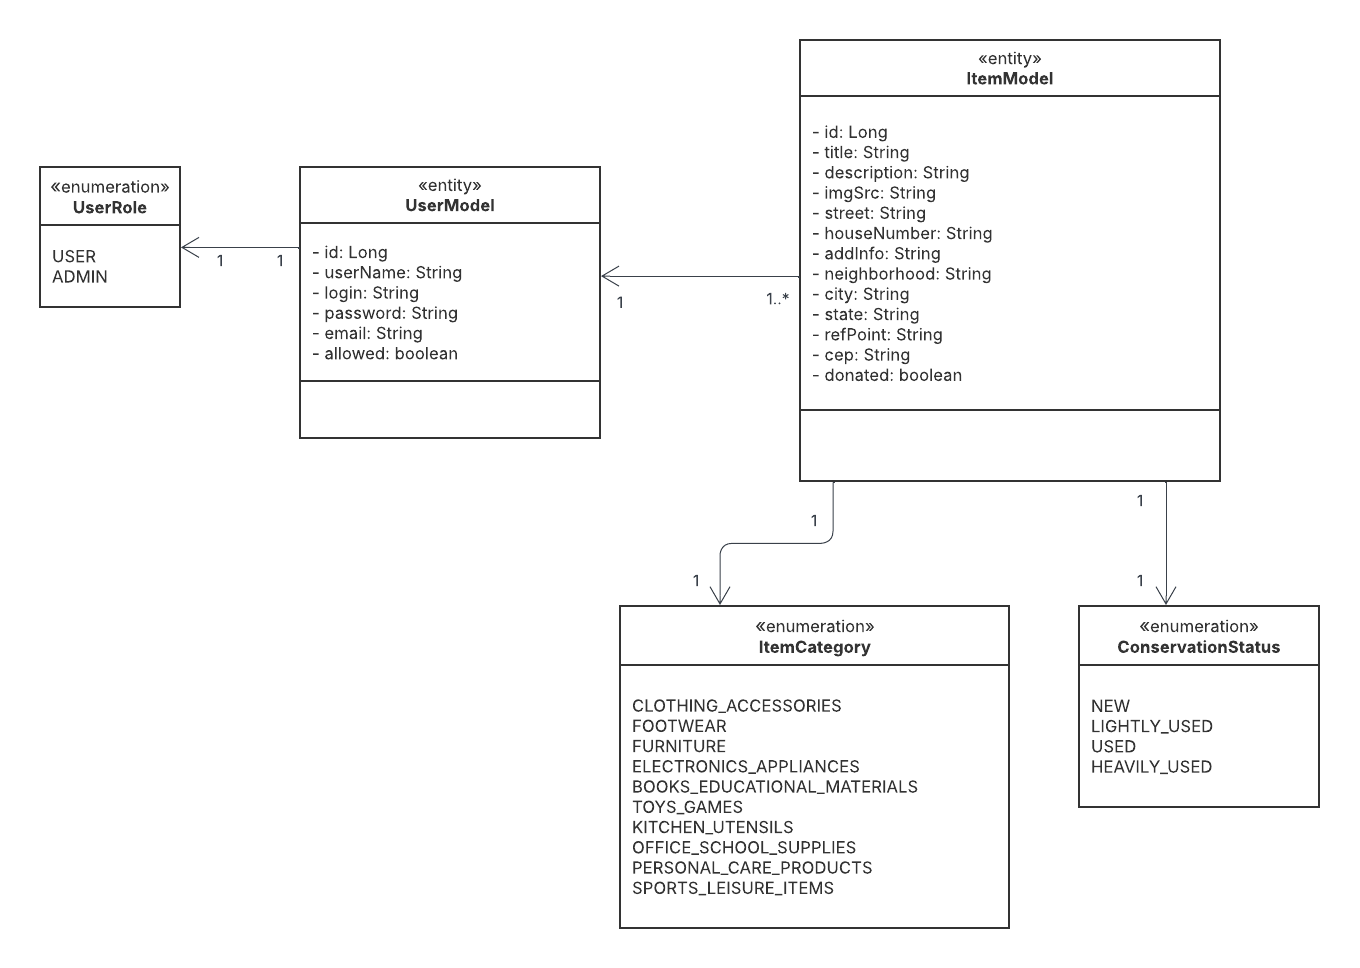 «entity»
ItemModel
- id: Long
- title: String
- description: String
- imgSrc: String
- street: String
- houseNumber: String
- addInfo: String
- neighborhood: String
- city: String
- state: String
- refPoint: String
- cep: String
- donated: boolean
«enumeration»
UserRole
USER
ADMIN
1
1
«entity»
UserModel
- id: Long
- userName: String
- login: String
- password: String
- email: String
- allowed: boolean
1
1..*
1
1
1
1
«enumeration»
ItemCategory
CLOTHING_ACCESSORIES
FOOTWEAR
FURNITURE
ELECTRONICS_APPLIANCES
BOOKS_EDUCATIONAL_MATERIALS
TOYS_GAMES
KITCHEN_UTENSILS
OFFICE_SCHOOL_SUPPLIES
PERSONAL_CARE_PRODUCTS
SPORTS_LEISURE_ITEMS
«enumeration»
ConservationStatus
NEW
LIGHTLY_USED
USED
HEAVILY_USED